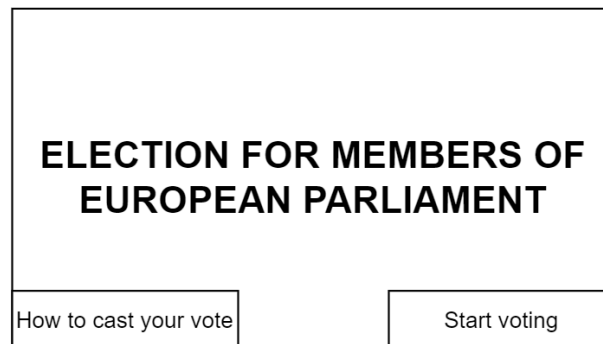 ELECTION FOR MEMBERS OF
EUROPEAN PARLIAMENT
How to cast your vote
Start voting